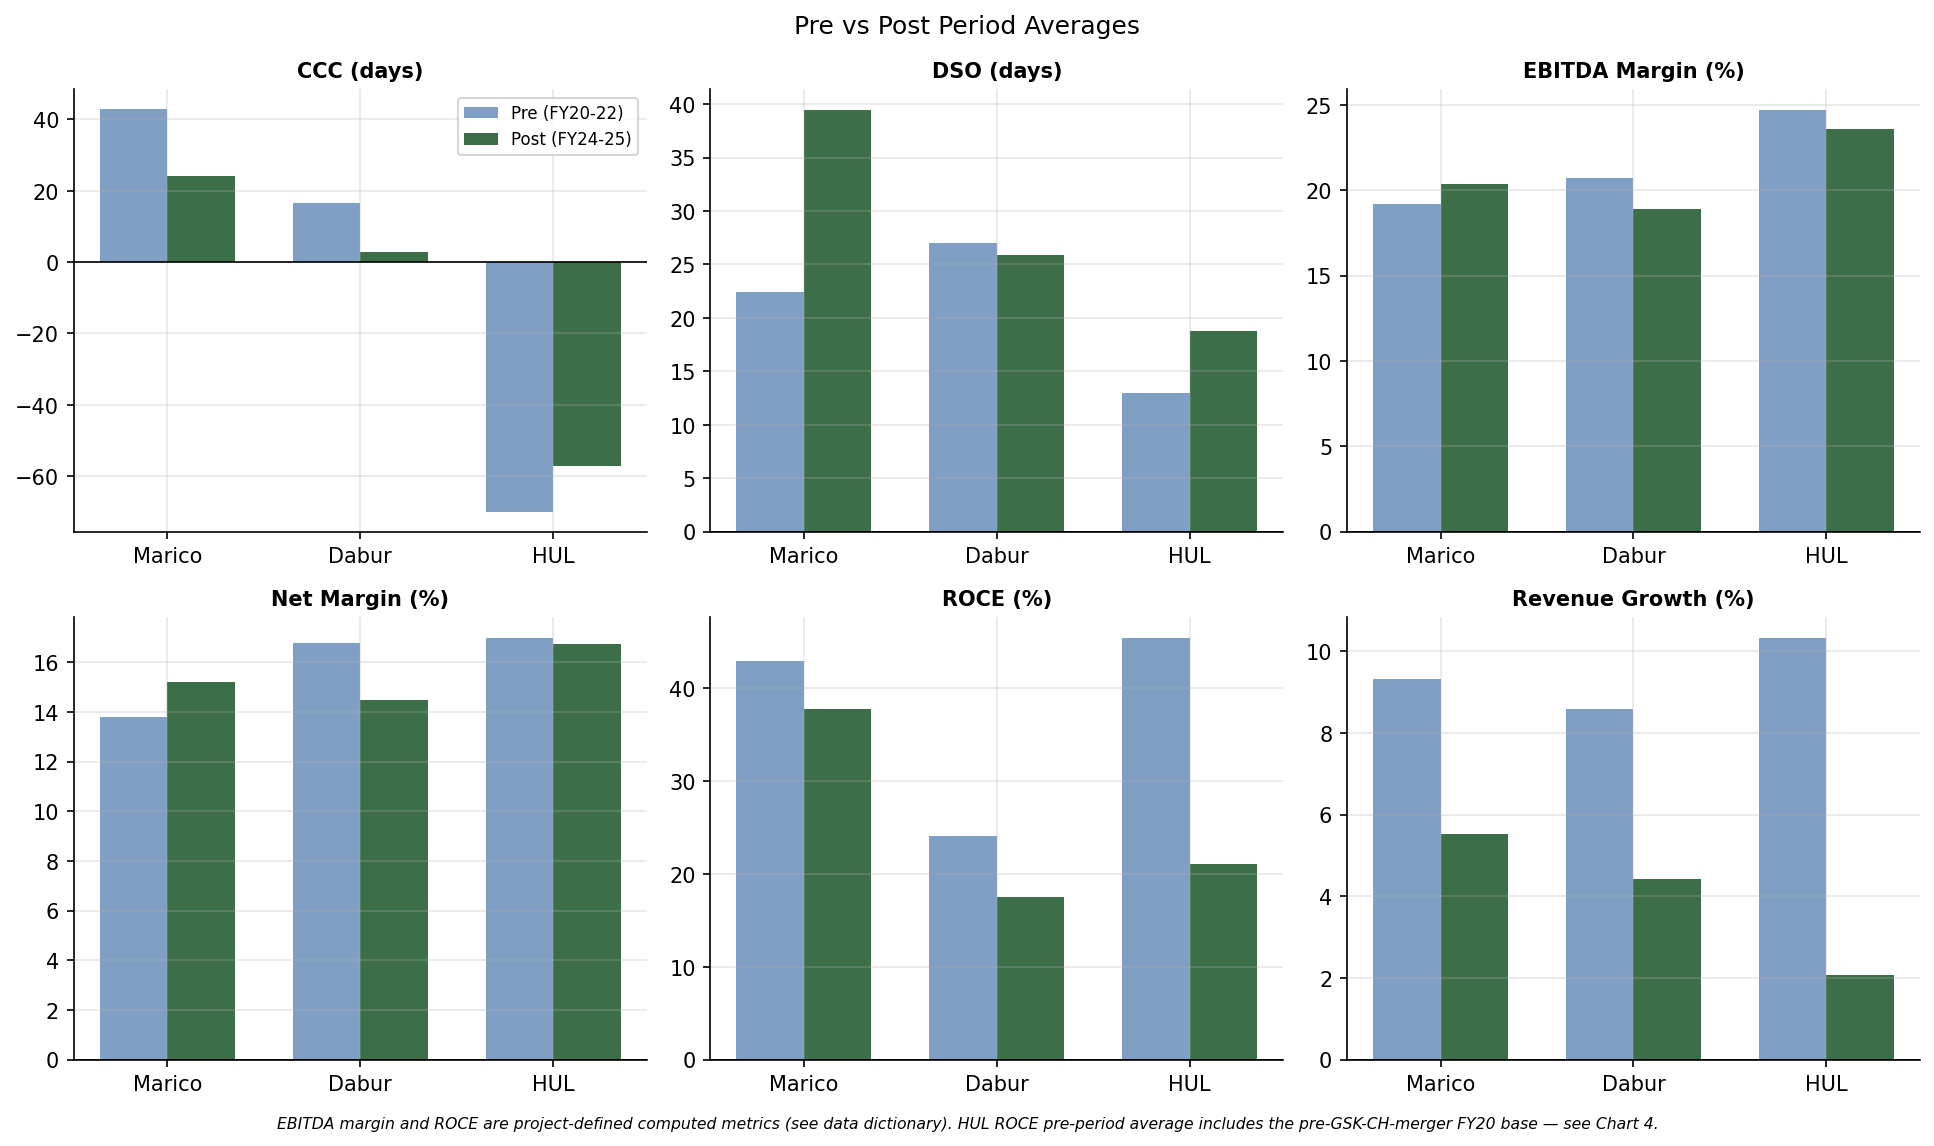 Pre vs Post Period Averages
CCC (days)
40
20
0
−20
−40
−60
Marico Dabur HUL
Pre (FY20-22)
Post (FY24-25)
DSO (days)
40
35
30
25
20
15
10
5
0
Marico Dabur HUL
EBITDA Margin (%)
25
20
15
10
5
0
Marico Dabur HUL
Net Margin (%)
16
14
12
10
8
6
4
2
0
Marico Dabur HUL
ROCE (%)
40
30
20
10
0
Marico Dabur HUL
Revenue Growth (%)
10
8
6
4
2
0
Marico Dabur HUL
EBITDA margin and ROCE are project-defined computed metrics (see data dictionary). HUL ROCE pre-period average includes the pre-GSK-CH-merger FY20 base — see Chart 4.